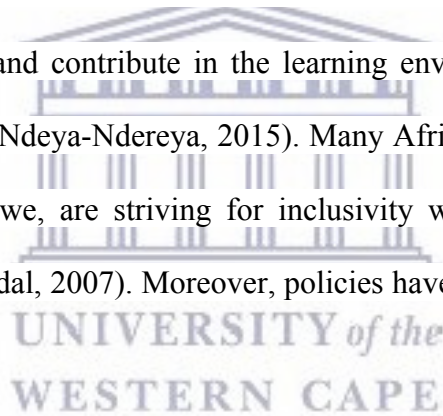 and contribute in the learning env
Ndeya-Ndereya, 2015). Many Afri
we, are striving for inclusivity w
dal, 2007). Moreover, policies have
UNIVERSITY of the
WESTERN CAPE